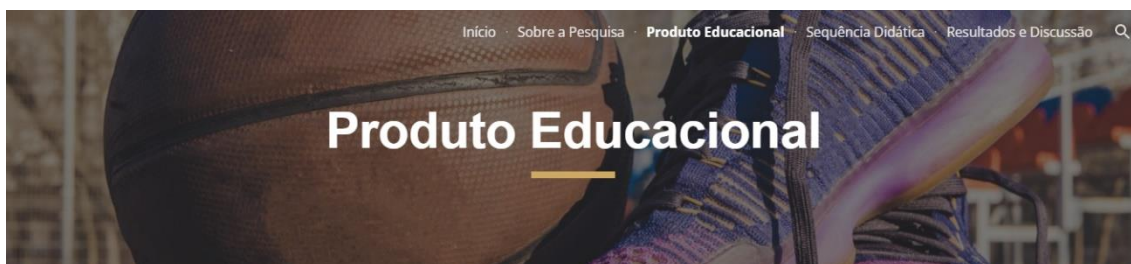 Início · Sobre a Pesquisa · Produto Educacional · Sequência Didática · Resultados e Discussão
Produto Educacional